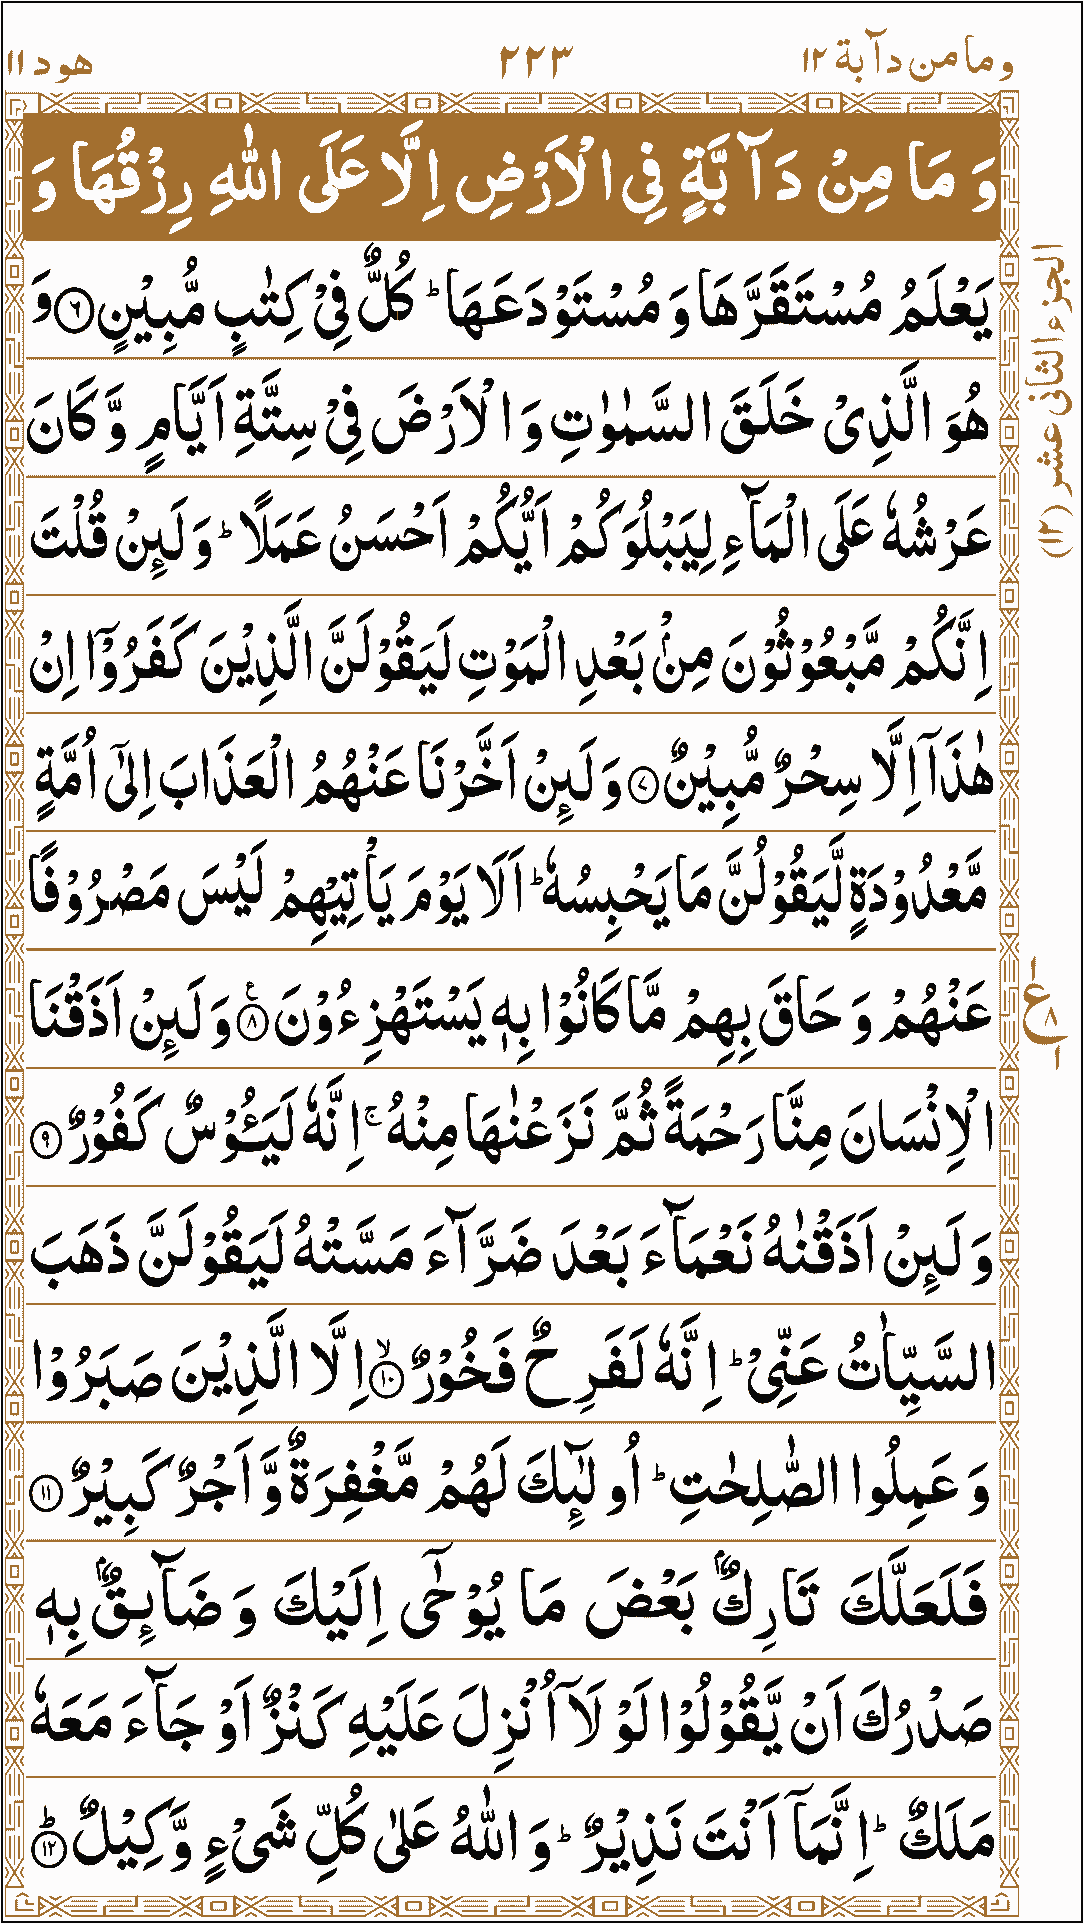 وما من دآبة ١٢
٢٢٣
هود ١١
وَ مَا مِنْ دَآبَّةٍ فِى الْاَرْضِ اِلَّا عَلَى اللّٰهِ رِزْقُهَا وَ
يَعْلَمُ مُسْتَقَرَّهَا وَ مُسْتَوْدَعَهَا ؕ كُلٌّ فِىْ كِتٰبٍ مُّبِيْنٍ ﴿٦﴾ وَ
هُوَ الَّذِىْ خَلَقَ السَّمٰوٰتِ وَ الْاَرْضَ فِىْ سِتَّةِ اَيَّامٍ وَّ كَانَ
عَرْشُهٗ عَلَى الْمَآءِ لِيَبْلُوَكُمْ اَيُّكُمْ اَحْسَنُ عَمَلًا ؕ وَ لَئِنْ قُلْتَ
اِنَّكُمْ مَّبْعُوْثُوْنَ مِنْۢ بَعْدِ الْمَوْتِ لَيَقُوْلَنَّ الَّذِيْنَ كَفَرُوْۤا اِنْ
هٰذَاۤ اِلَّا سِحْرٌ مُّبِيْنٌ ﴿٧﴾ وَ لَئِنْ اَخَّرْنَا عَنْهُمُ الْعَذَابَ اِلٰٓى اُمَّةٍ
مَّعْدُوْدَةٍ لَّيَقُوْلُنَّ مَا يَحْبِسُهٗ ؕ اَلَا يَوْمَ يَاْتِيْهِمْ لَيْسَ مَصْرُوْفًا
عَنْهُمْ وَ حَاقَ بِهِمْ مَّا كَانُوْا بِهٖ يَسْتَهْزِءُوْنَ ﴿٨﴾ۧ وَ لَئِنْ اَذَقْنَا
الْاِنْسَانَ مِنَّا رَحْمَةً ثُمَّ نَزَعْنٰهَا مِنْهُ ۚ اِنَّهٗ لَيَـُٔوْسٌ كَفُوْرٌ ﴿٩﴾
وَ لَئِنْ اَذَقْنٰهُ نَعْمَآءَ بَعْدَ ضَرَّآءَ مَسَّتْهُ لَيَقُوْلَنَّ ذَهَبَ
السَّيِّاٰتُ عَنِّىْ ؕ اِنَّهٗ لَفَرِحٌ فَخُوْرٌ ﴿١٠﴾ۙ اِلَّا الَّذِيْنَ صَبَرُوْا
وَ عَمِلُوا الصّٰلِحٰتِ ؕ اُولٰٓئِكَ لَهُمْ مَّغْفِرَةٌ وَّ اَجْرٌ كَبِيْرٌ ﴿١١﴾
فَلَعَلَّكَ تَارِكٌۢ بَعْضَ مَا يُوْحٰٓى اِلَيْكَ وَ ضَآئِقٌۢ بِهٖ
صَدْرُكَ اَنْ يَّقُوْلُوْا لَوْ لَاۤ اُنْزِلَ عَلَيْهِ كَنْزٌ اَوْ جَآءَ مَعَهٗ
مَلَكٌ ؕ اِنَّمَاۤ اَنْتَ نَذِيْرٌ ؕ وَ اللّٰهُ عَلٰى كُلِّ شَىْءٍ وَّكِيْلٌ ﴿١٢﴾ؕ
الجزء الثانى عشر (١٢)
ع
٨